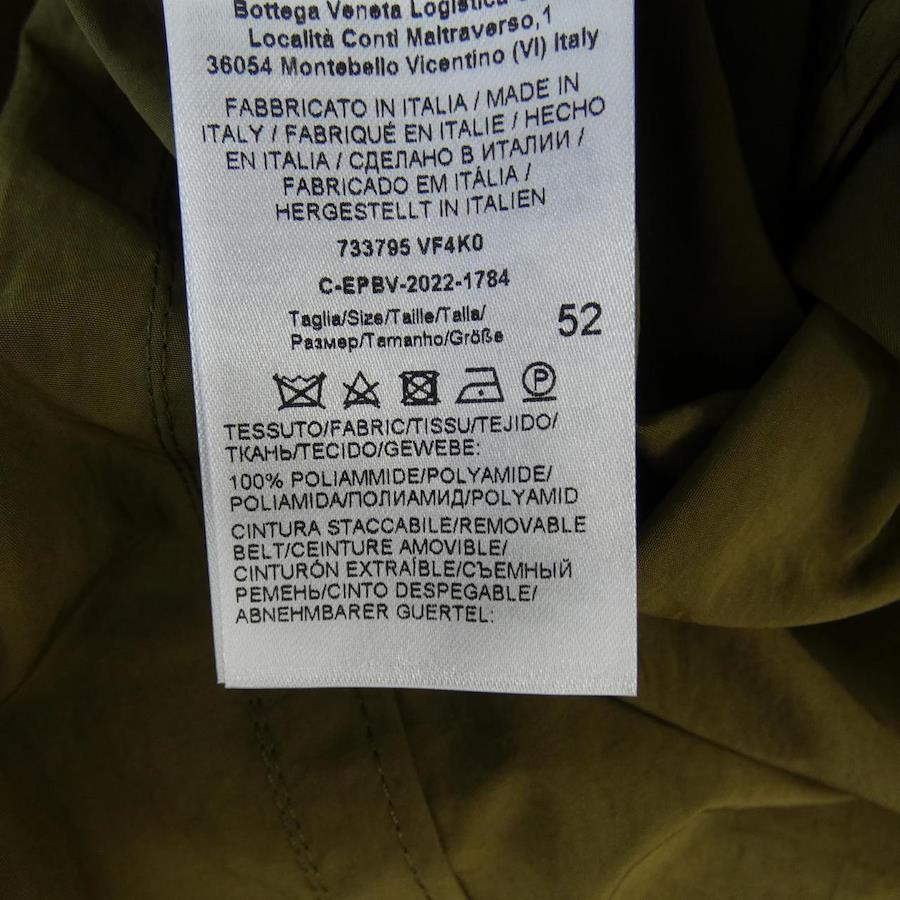 Bottega Veneta Logistica
Località Conti Maltraverso,1
36054 Montebello Vicentino (VI) Italy
FABBRICATO IN ITALIA / MADE IN
ITALY / FABRIQUÉ EN ITALIE / HECHO
EN ITALIA / СДЕЛАНО В ИТАЛИИ /
FABRICADO EM ITÁLIA /
HERGESTELLT IN ITALIEN
733795 VF4K0
C-EPBV-2022-1784
Taglia/Size/Taille/Talla/
Размер/Tamanho/Größe
52
P
TESSUTO/FABRIC/TISSU/TEJIDO/
ТКАНЬ/TECIDO/GEWEBE:
100% POLIAMMIDE/POLYAMIDE/
POLIAMIDA/ПОЛИАМИД/POLYAMID
CINTURA STACCABILE/REMOVABLE
BELT/CEINTURE AMOVIBLE/
CINTURÓN EXTRAÍBLE/СЪЕМНЫЙ
РЕМЕНЬ/CINTO DESPEGABLE/
ABNEHMBARER GUERTEL: